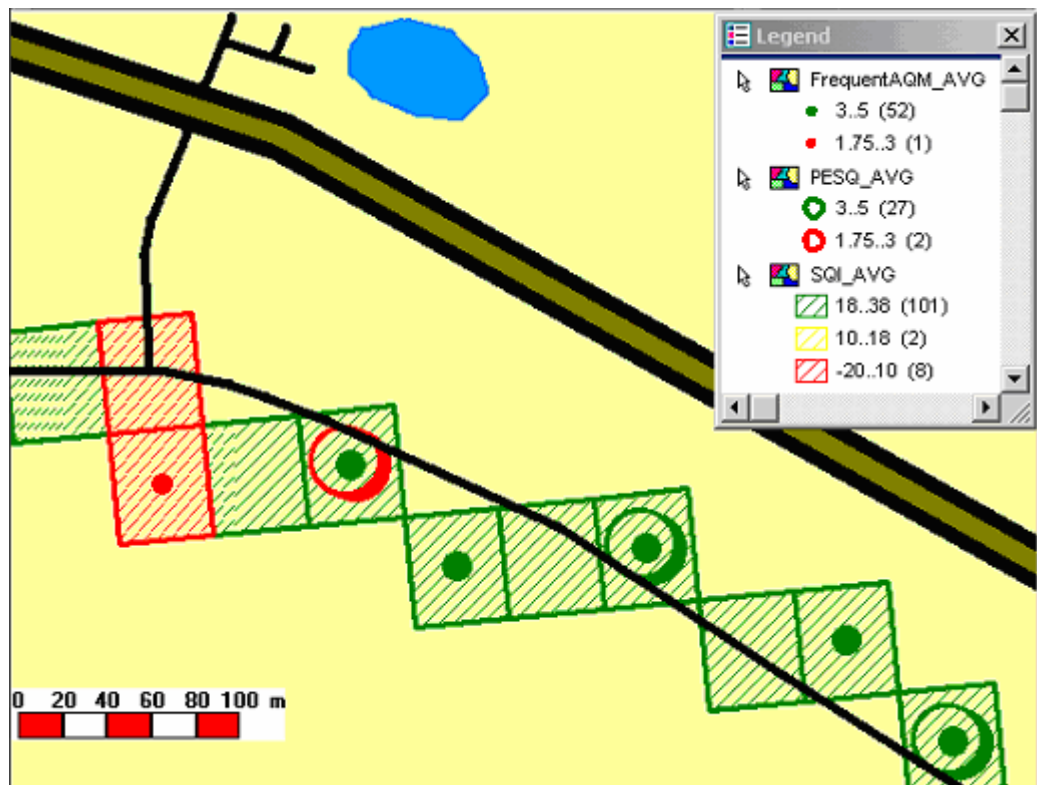 Legend
FrequentAQM_AVG
3..5 (52)
1.75..3 (1)
PESQ_AVG
3..5 (27)
1.75..3 (2)
SQI_AVG
18..38 (101)
10..18 (2)
-20..10 (8)
0 20 40 60 80 100 m